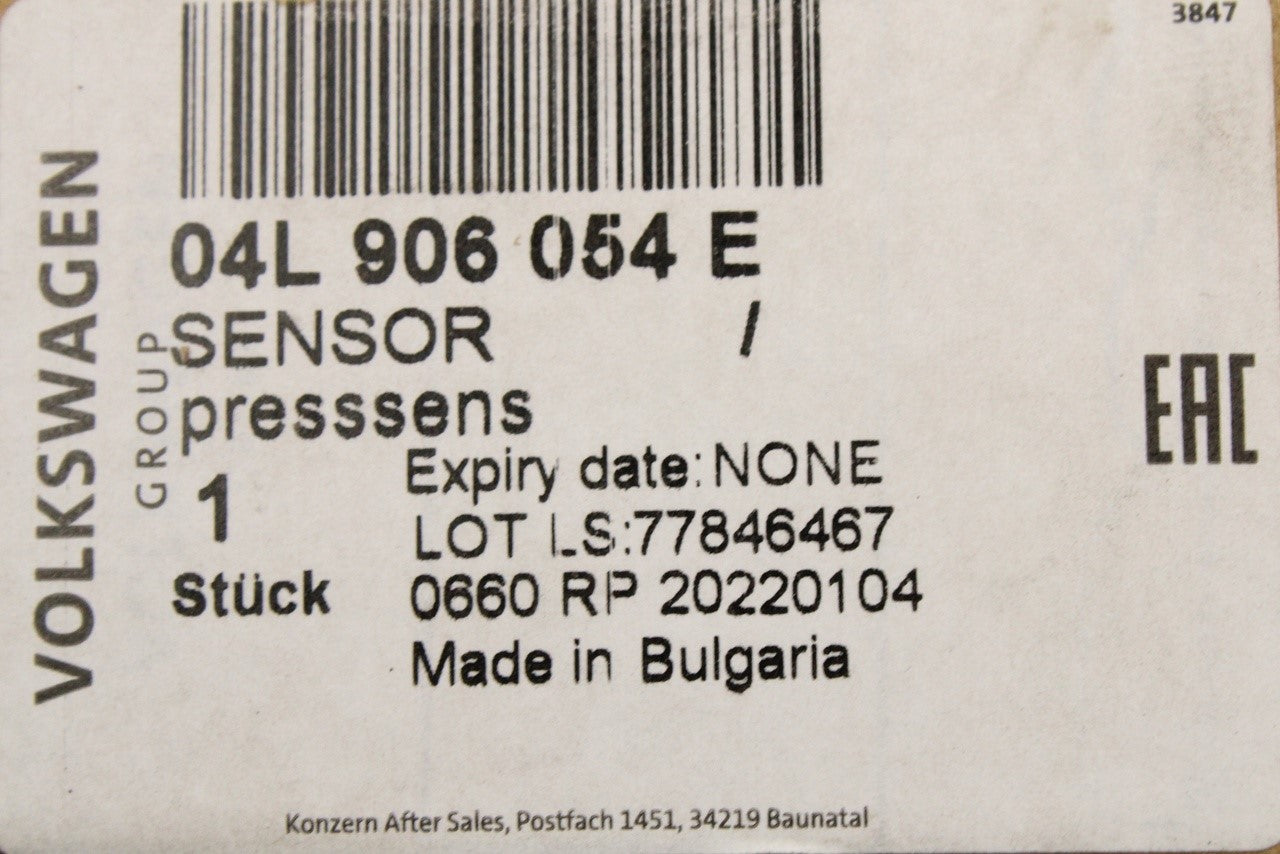 3847
VOLKSWAGEN
GROUP
04L 906 054 E
SENSOR /
presssens
1
Stück
Expiry date:NONE
LOT LS:77846467
0660 RP 20220104
Made in Bulgaria
EAC
Konzern After Sales, Postfach 1451, 34219 Baunatal